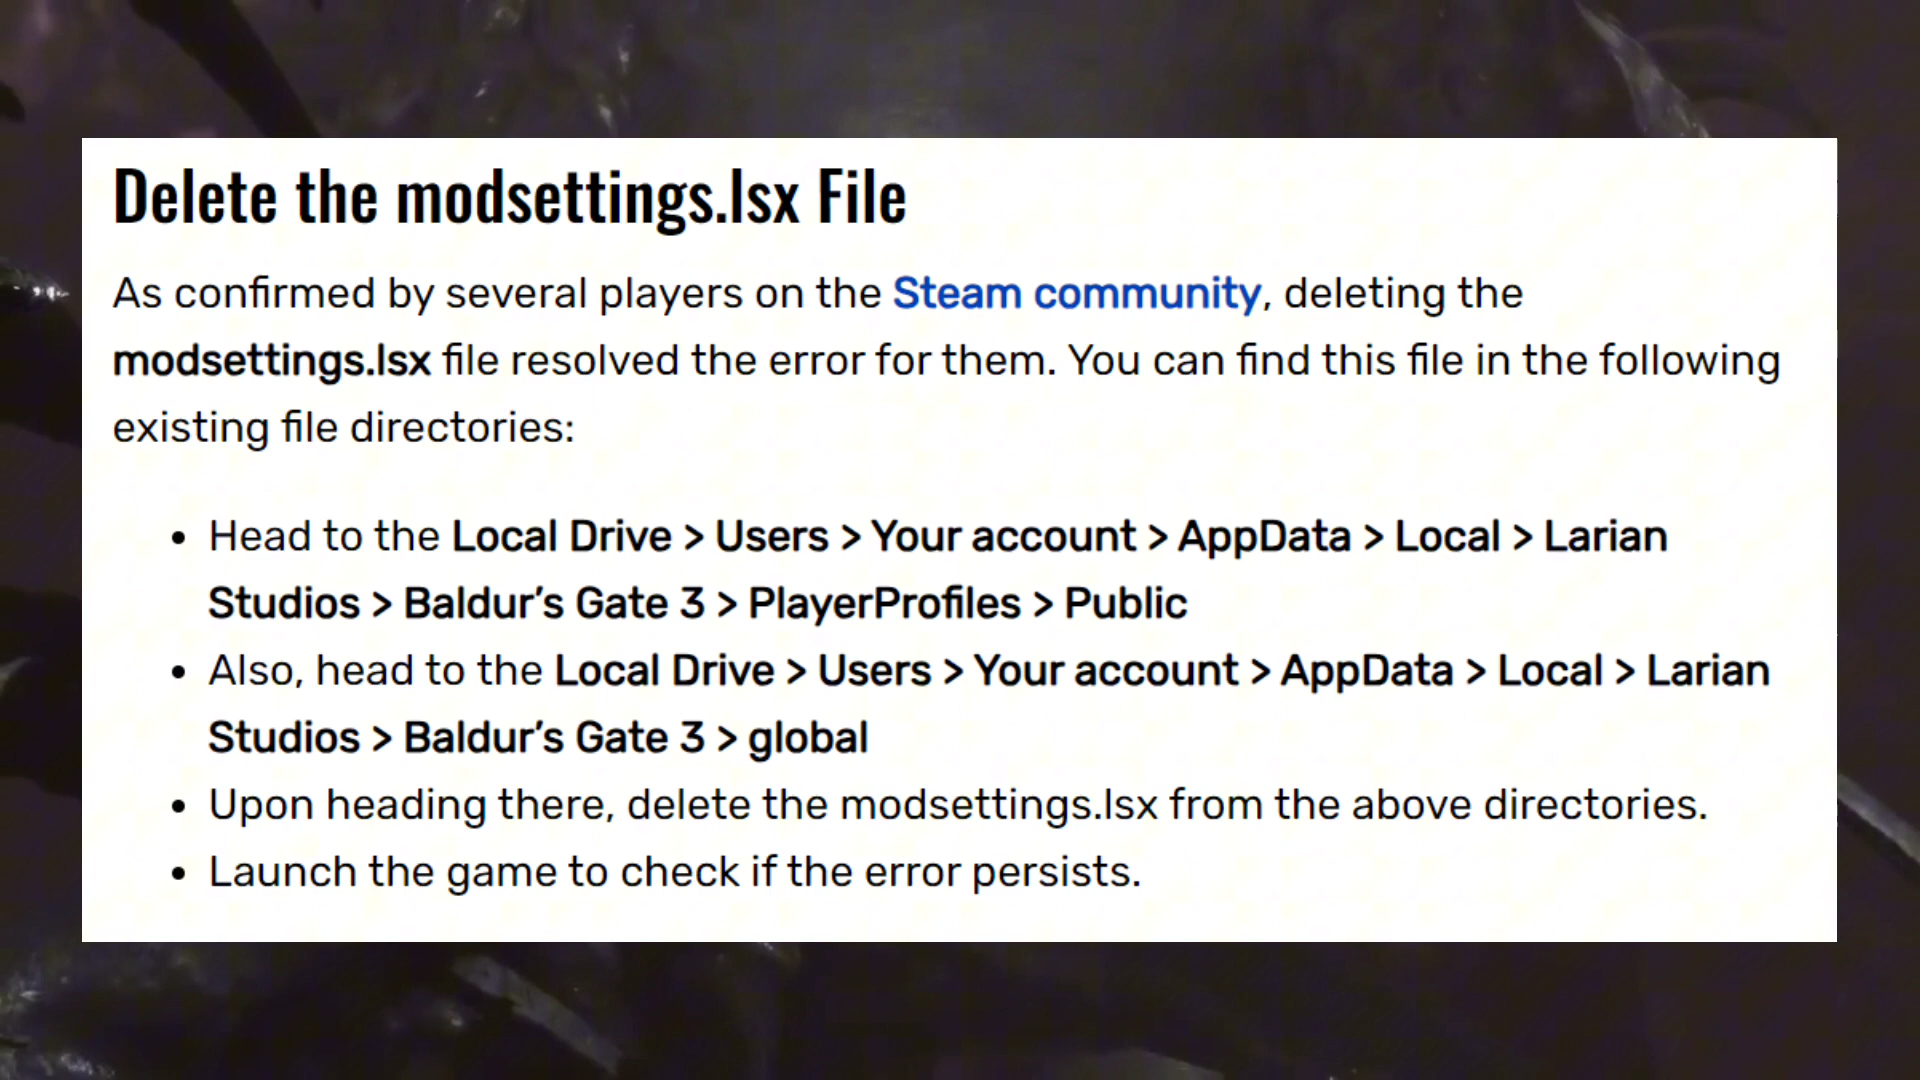 Delete the modsettings.lsx File
As confirmed by several players on the Steam community, deleting the
modsettings.lsx file resolved the error for them. You can find this file in the following
existing file directories:
• Head to the Local Drive > Users > Your account > AppData > Local > Larian
Studios > Baldur’s Gate 3 > PlayerProfiles > Public
• Also, head to the Local Drive > Users > Your account > AppData > Local > Larian
Studios > Baldur’s Gate 3 > global
• Upon heading there, delete the modsettings.lsx from the above directories.
• Launch the game to check if the error persists.